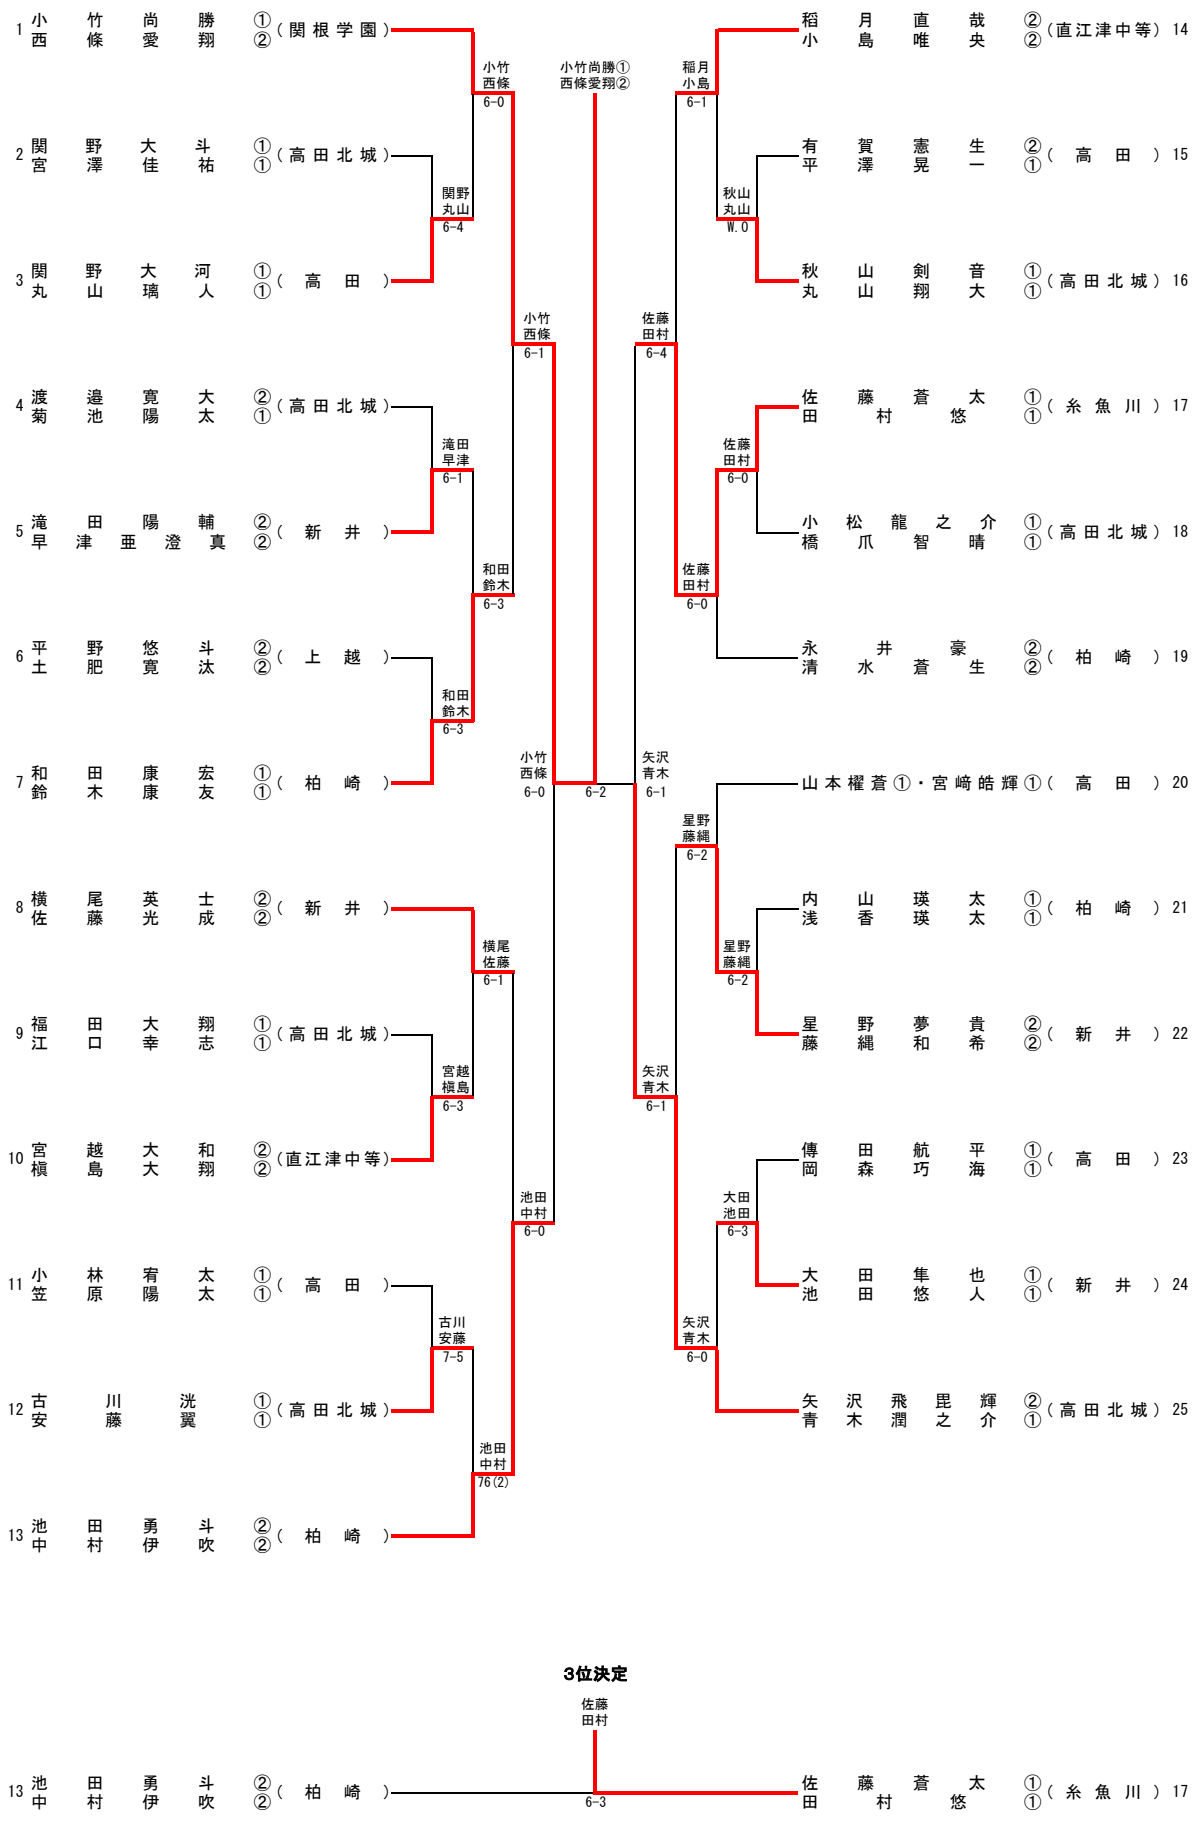 1 小竹尚勝 ① (関根学園)
西條愛翔 ②
2 関野大斗 ① (高田北城)
宮澤佳祐 ①
3 関野大河 ① (高田)
丸山璃人 ①
4 渡邉寛大 ② (高田北城)
菊池陽太 ①
5 滝田陽輔 ② (新井)
早津亜澄真 ②
6 平野悠斗 ② (上越)
土肥寛汰 ②
7 和田康宏 ① (柏崎)
鈴木康友 ①
8 横尾英士 ② (新井)
佐藤光成 ②
9 福田大翔 ① (高田北城)
江口幸志 ①
10 宮越大和 ② (直江津中等)
槇島大翔 ②
11 小林宥太 ① (高田)
笠原陽太 ①
12 古川洸 ① (高田北城)
安藤翼 ①
13 池田勇斗 ② (柏崎)
中村伊吹 ②
小竹
西條
6-0
関野
丸山
6-4
小竹
西條
6-1
滝田
早津
6-1
和田
鈴木
6-3
和田
鈴木
6-3
小竹
西條
6-0
横尾
佐藤
6-1
宮越
槇島
6-3
池田
中村
6-0
古川
安藤
7-5
池田
中村
76(2)
小竹尚勝①
西條愛翔②
6-2
稲月
小島
6-1
秋山
丸山
W.O
佐藤
田村
6-4
佐藤
田村
6-0
佐藤
田村
6-0
矢沢
青木
6-1
星野
藤縄
6-2
星野
藤縄
6-2
矢沢
青木
6-1
大田
池田
6-3
矢沢
青木
6-0
稲月直哉 ② (直江津中等) 14
小島唯央 ②
有賀憲生 ② (高田) 15
平澤晃一 ①
秋山剣音 ① (高田北城) 16
丸山翔大 ①
佐藤蒼太 ① (糸魚川) 17
田村悠 ①
小松龍之介 ① (高田北城) 18
橋爪智晴 ①
永井豪 ② (柏崎) 19
清水蒼生 ②
山本櫂蒼①・宮﨑皓輝① (高田) 20
内山瑛太 ① (柏崎) 21
浅香瑛太 ①
星野夢貴 ② (新井) 22
藤縄和希 ②
傳田航平 ① (高田) 23
岡森巧海 ①
大田隼也 ① (新井) 24
池田悠人 ①
矢沢飛毘輝 ② (高田北城) 25
青木潤之介 ①
3位決定
佐藤
田村
13 池田勇斗 ② (柏崎)
中村伊吹 ②
6-3
佐藤蒼太 ① (糸魚川) 17
田村悠 ①